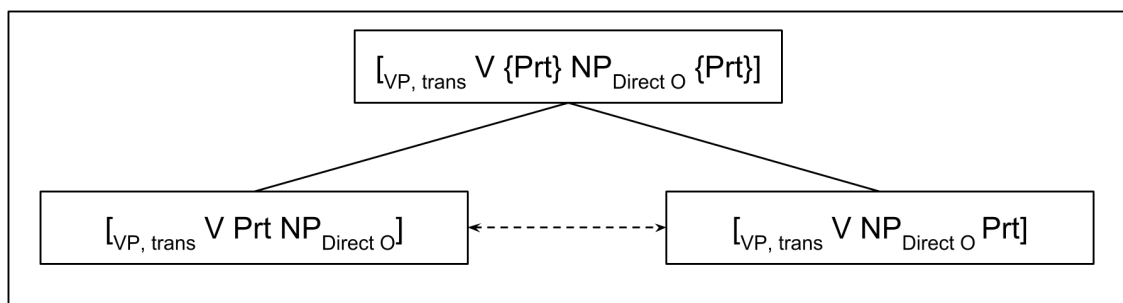 [VP, trans V {Prt} NPDirect O {Prt}]
[VP, trans V Prt NPDirect O]
[VP, trans V NPDirect O Prt]